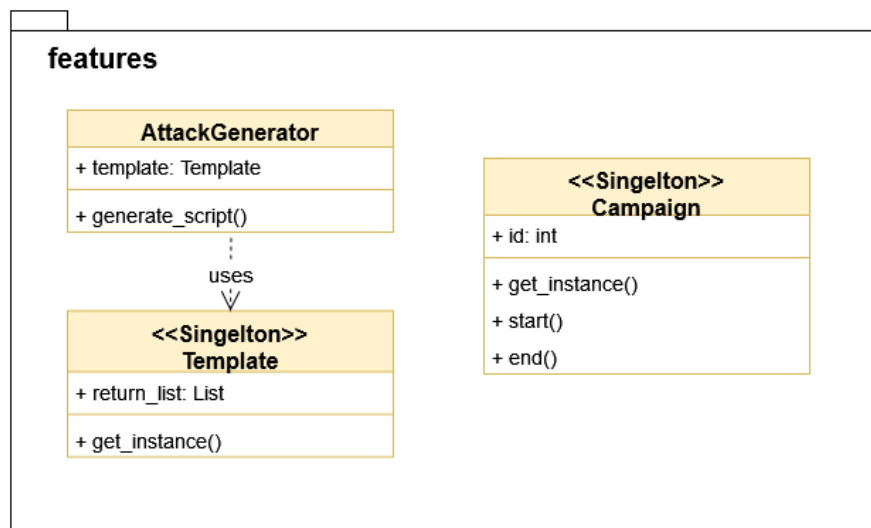 features
AttackGenerator
+ template: Template
+ generate_script()
uses
<<Singelton>>
Template
+ return_list: List
+ get_instance()
<<Singelton>>
Campaign
+ id: int
+ get_instance()
+ start()
+ end()